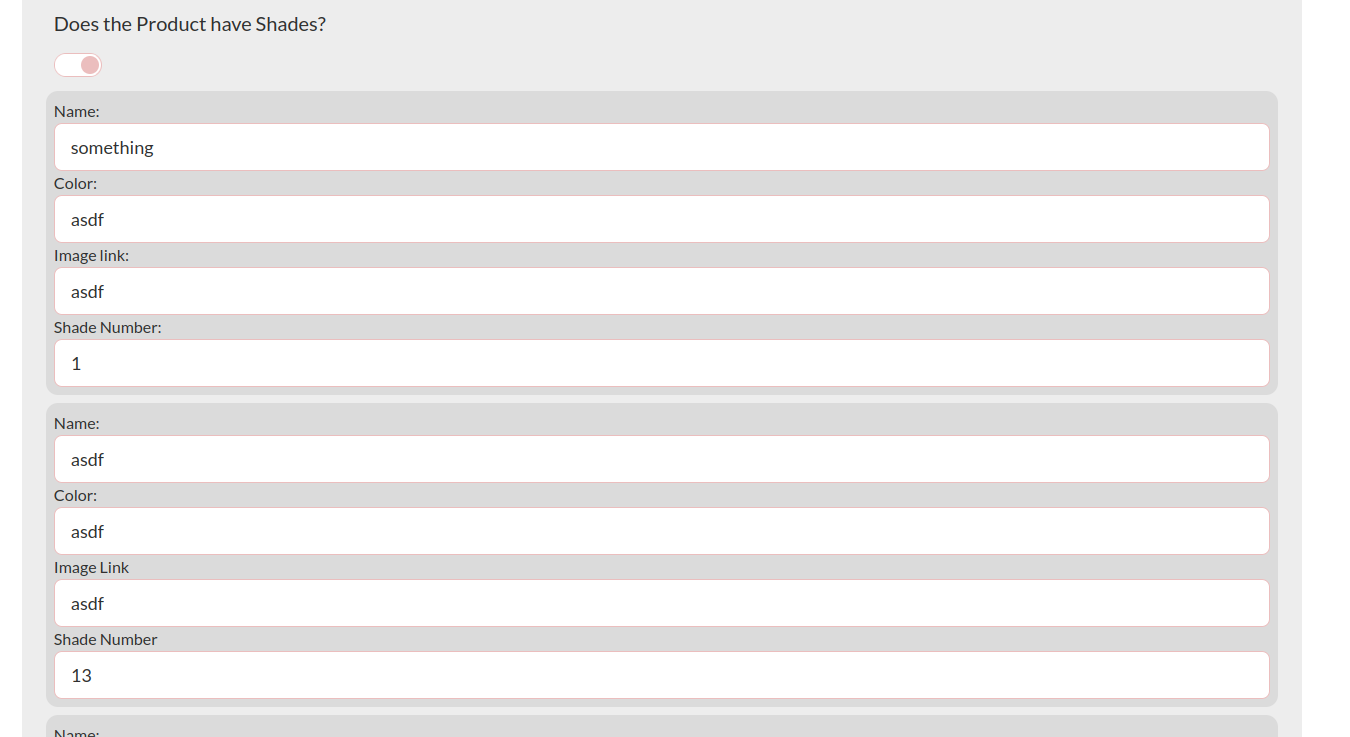 Does the Product have Shades?
Name:
something
Color:
asdf
Image link:
asdf
Shade Number:
1
Name:
asdf
Color:
asdf
Image Link
asdf
Shade Number
13
Name: